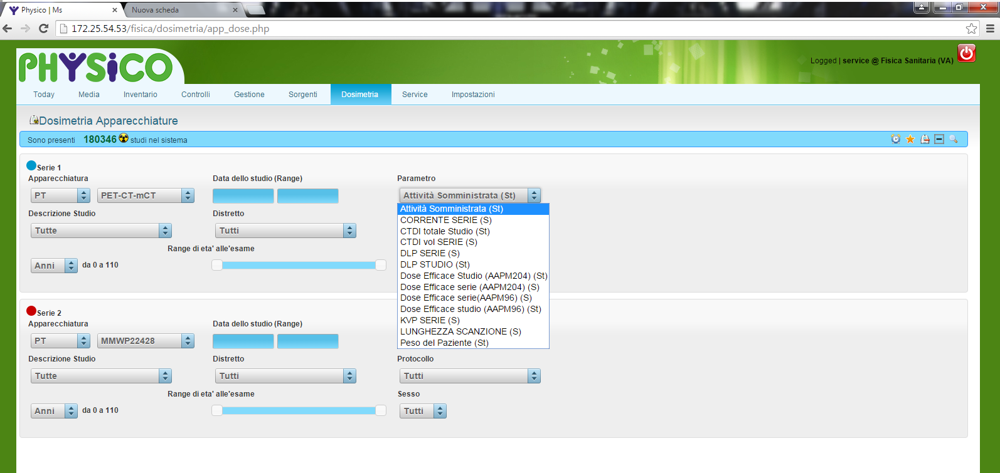 Physico | Ms
Nuova scheda
172.25.54.53/fisica/dosimetria/app_dose.php
PHYSiCO
Logged | service @ Fisica Sanitaria (VA)
Today Media Inventario Controlli Gestione Sorgenti Dosimetria Service Impostazioni
Dosimetria Apparecchiature
Sono presenti 180346 studi nel sistema
Serie 1
Apparecchiatura Data dello studio (Range) Parametro
PT PET-CT-mCT Attività Somministrata (St)
Attività Somministrata (St)
CORRENTE SERIE (S)
CTDI totale Studio (St)
CTDI vol SERIE (S)
DLP SERIE (S)
DLP STUDIO (St)
Dose Efficace Studio (AAPM204) (St)
Dose Efficace serie (AAPM204) (S)
Dose Efficace serie(AAPM96) (S)
Dose Efficace studio (AAPM96) (St)
KVP SERIE (S)
LUNGHEZZA SCANZIONE (S)
Peso del Paziente (St)
Descrizione Studio Distretto
Tutte Tutti
Range di eta' alle'esame
Anni da 0 a 110
Serie 2
Apparecchiatura Data dello studio (Range)
PT MMWP22428
Descrizione Studio Distretto Protocollo
Tutte Tutti Tutti
Range di eta' alle'esame Sesso
Anni da 0 a 110 Tutti